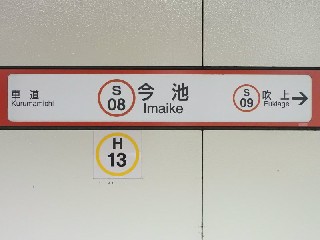 車道
Kurumamichi
S
08
今池
Imaike
S
09
吹上
Fukiage
H
13